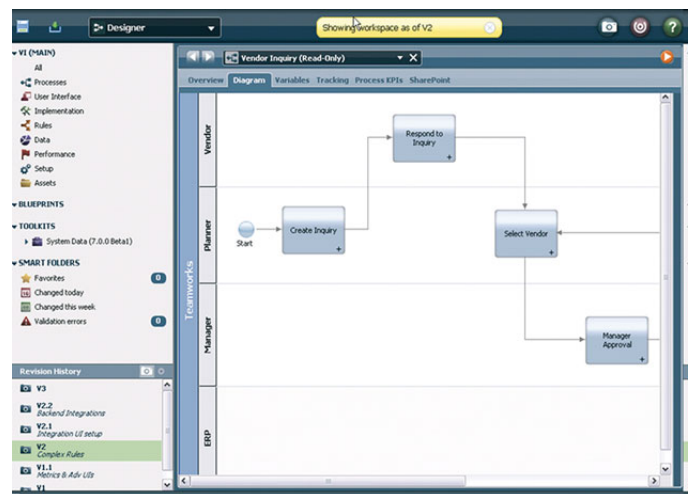 Designer
Showing workspace as of V2
?
VI (MAIN)
All
Processes
User Interface
Implementation
Rules
Data
Performance
Setup
Assets
BLUEPRINTS
TOOLKITS
System Data (7.0.0 Beta1)
SMART FOLDERS
Favorites 0
Changed today
Changed this week
Validation errors 0
Revision History
V3
V2.2
Backend Integrations
V2.1
Integration UI setup
V2
Complex Rules
V1.1
Metrics & Adv UIs
V1
Vendor Inquiry (Read-Only) X
Overview Diagram Variables Tracking Process KPIs SharePoint
Teamworks
Vendor
Respond to
Inquiry
+
Planner
Start
Create Inquiry
+
Select Vendor
+
Manager
Manager
Approval
+
ERP